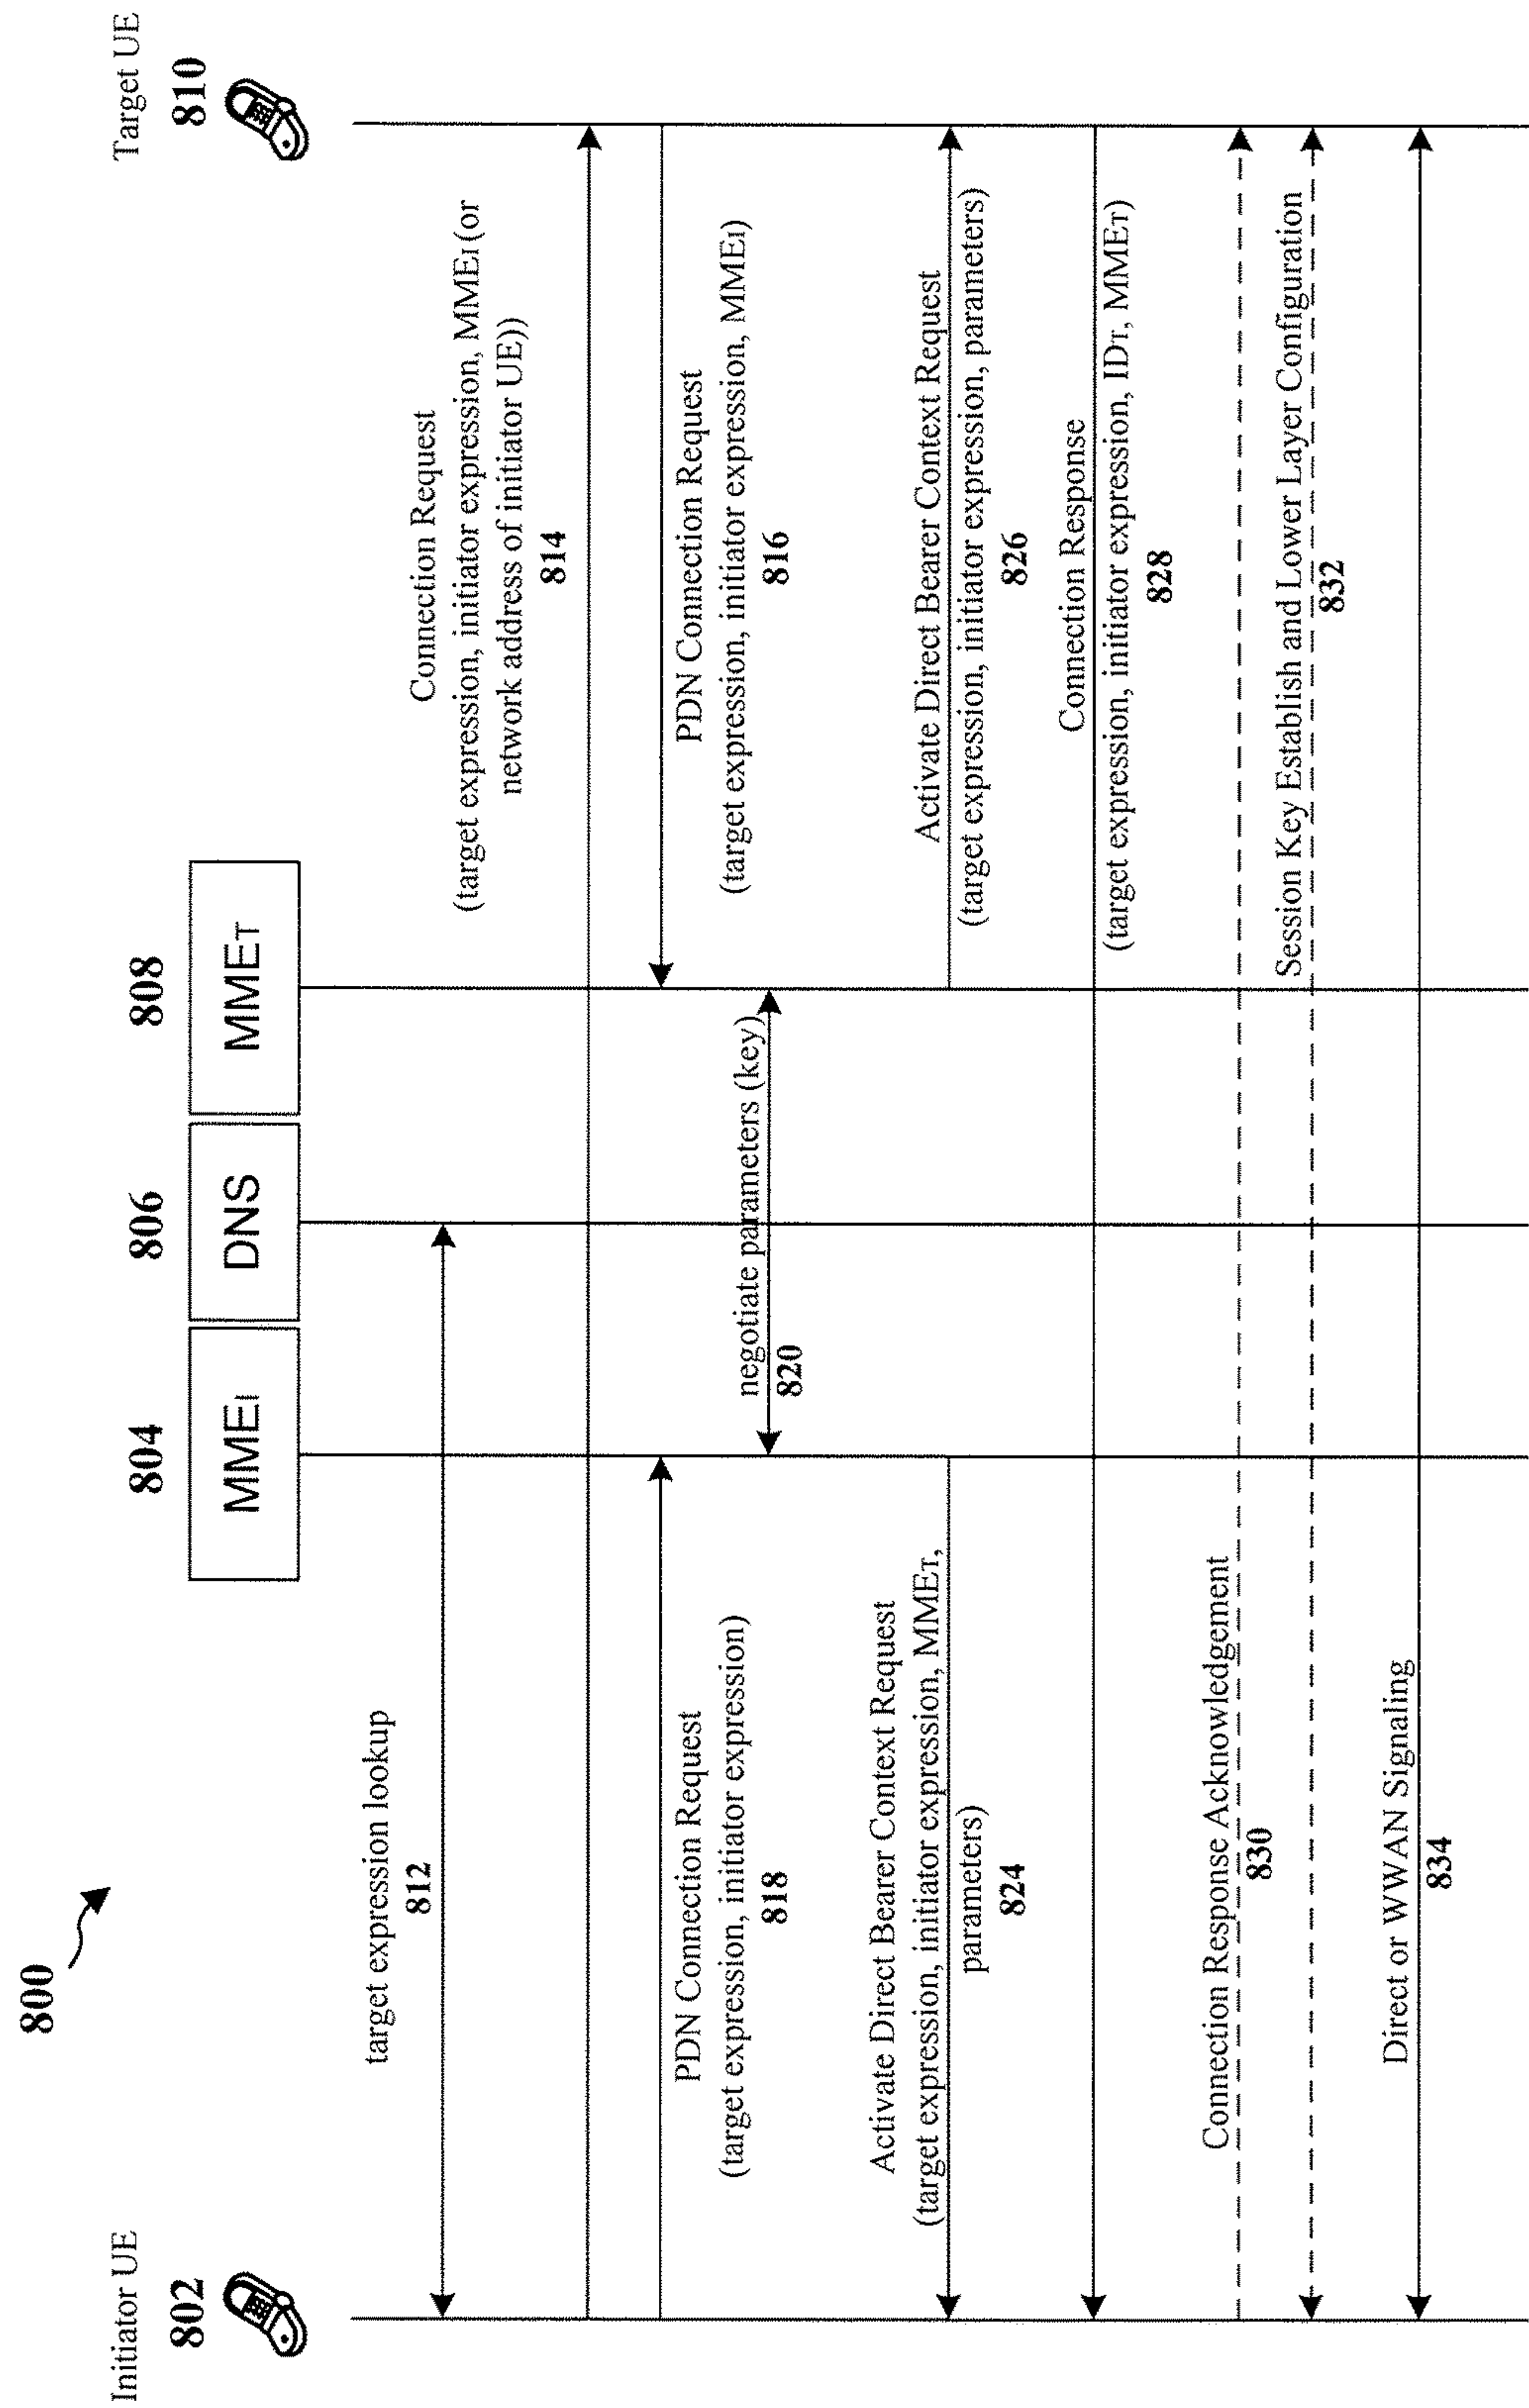 800
Initiator UE
802
804
MMEI
806
DNS
808
MMET
Target UE
810
target expression lookup
812
Connection Request
(target expression, initiator expression, MMEI (or
network address of initiator UE))
814
PDN Connection Request
(target expression, initiator expression)
818
PDN Connection Request
(target expression, initiator expression, MMEI)
816
negotiate parameters (key)
820
Activate Direct Bearer Context Request
(target expression, initiator expression, MMET,
parameters)
824
Activate Direct Bearer Context Request
(target expression, initiator expression, parameters)
826
Connection Response
(target expression, initiator expression, IDT, MMET)
828
Connection Response Acknowledgement
830
Session Key Establish and Lower Layer Configuration
832
Direct or WWAN Signaling
834